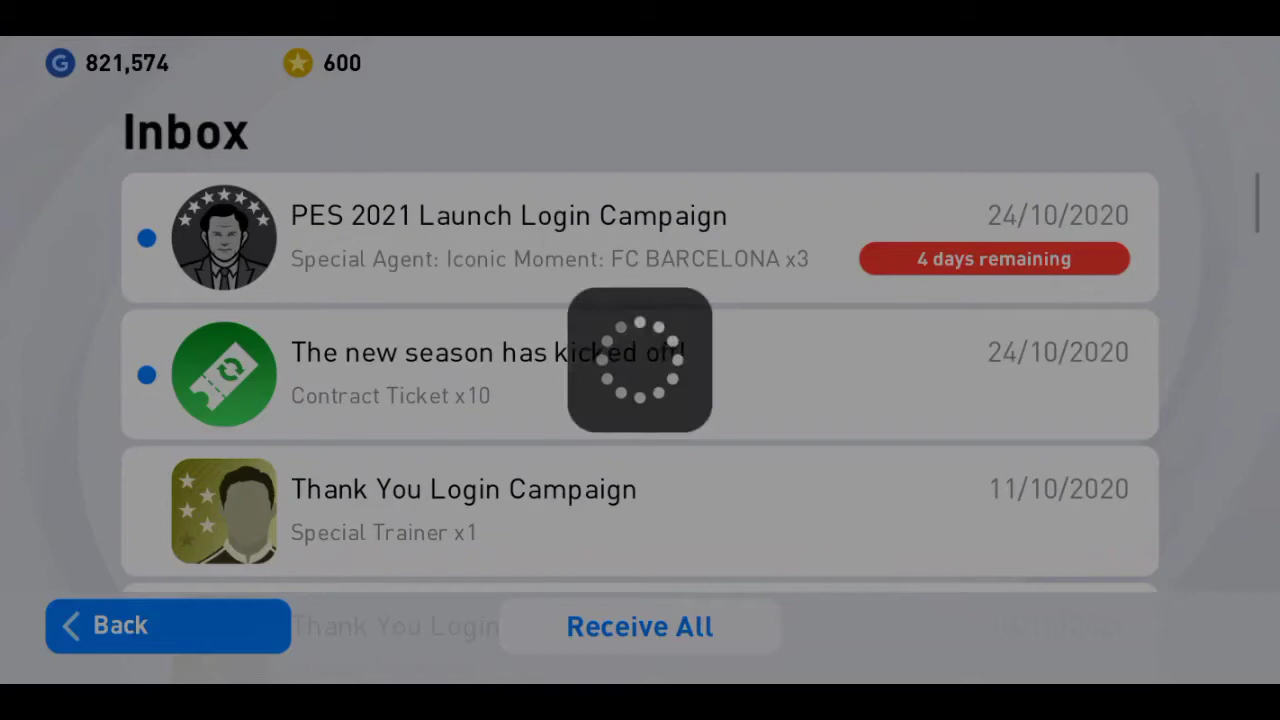 G 821,574 600
Inbox
PES 2021 Launch Login Campaign 24/10/2020
Special Agent: Iconic Moment: FC BARCELONA x3 4 days remaining
The new season has kicked off! 24/10/2020
Contract Ticket x10
Thank You Login Campaign 11/10/2020
Special Trainer x1
Back Thank You Login Receive All